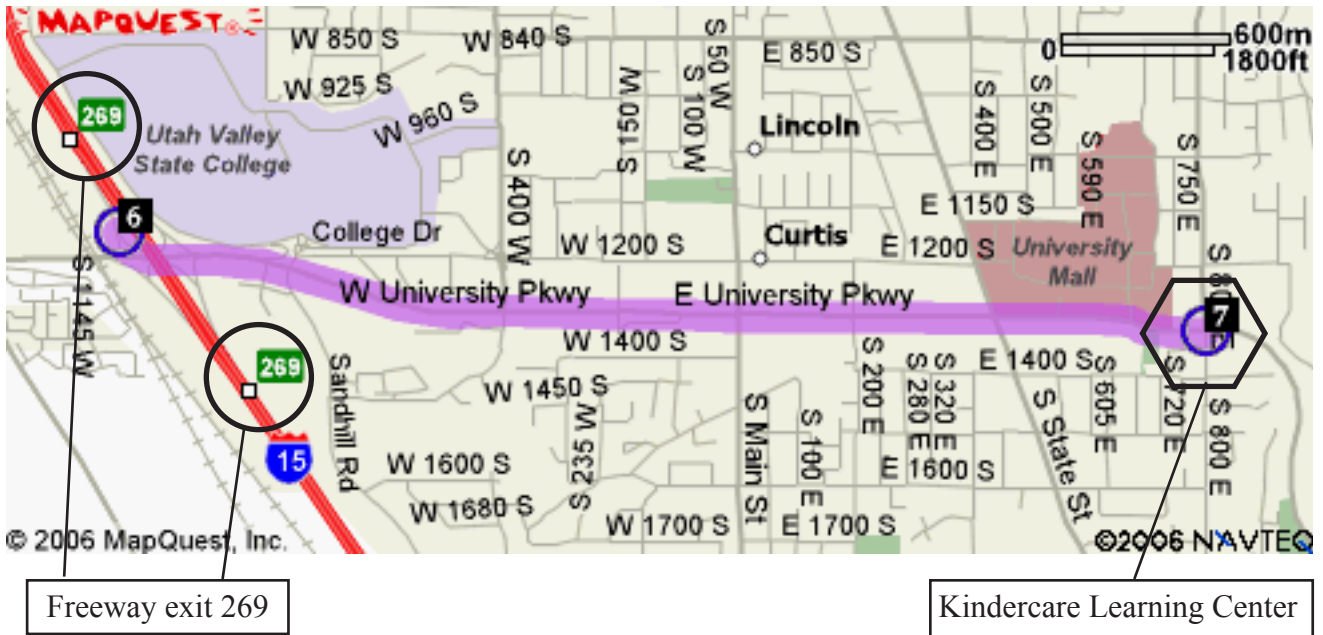 MAPQUEST
W 850 S
W 840 S
S 50 W
E 850 S
0
600m
1800ft
269
Utah Valley
State College
W 925 S
W 960 S
S 150 W
S 100 W
Lincoln
S 400 E
S 500 E
S 590 E
S 750 E
6
College Dr
S 400 W
W 1200 S
Curtis
E 1150 S
E 1200 S
University
Mall
S 1145 W
W University Pkwy
E University Pkwy
7
269
Sandhill Rd
W 1400 S
W 1450 S
S 235 W
S Main St
S 100 E
S 200 E
S 280 E
S 320 E
E 1400 S
S State St
S 605 E
S 720 E
S 800 E
15
W 1600 S
W 1680 S
W 1700 S
E 1700 S
E 1600 S
© 2006 MapQuest, Inc.
©2006 NAVTEQ
Freeway exit 269
Kindercare Learning Center